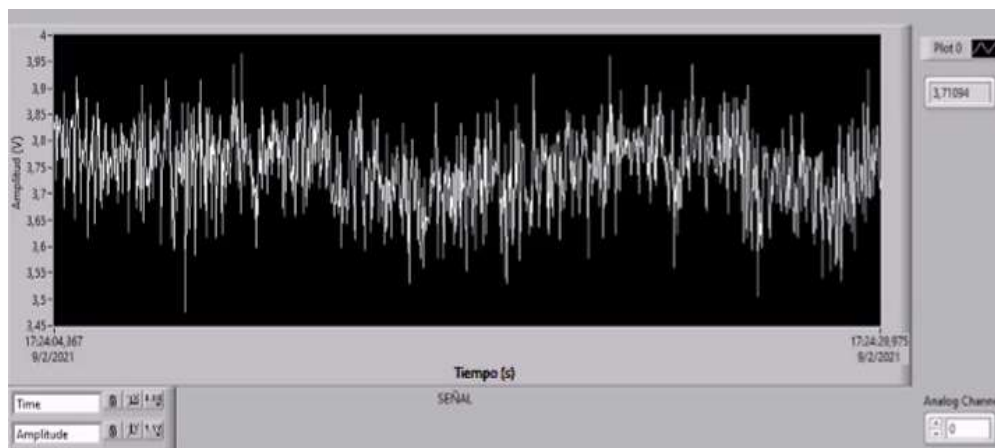 4
3,95
3,9
3,85
3,8
3,75
3,7
3,65
3,6
3,55
3,5
3,45
Amplitud (V)
17:24:04,367
9/2/2021
17:24:28,975
9/2/2021
Tiempo (s)
Plot 0
3,71094
SEÑAL
Time
Amplitude
Analog Channe
0